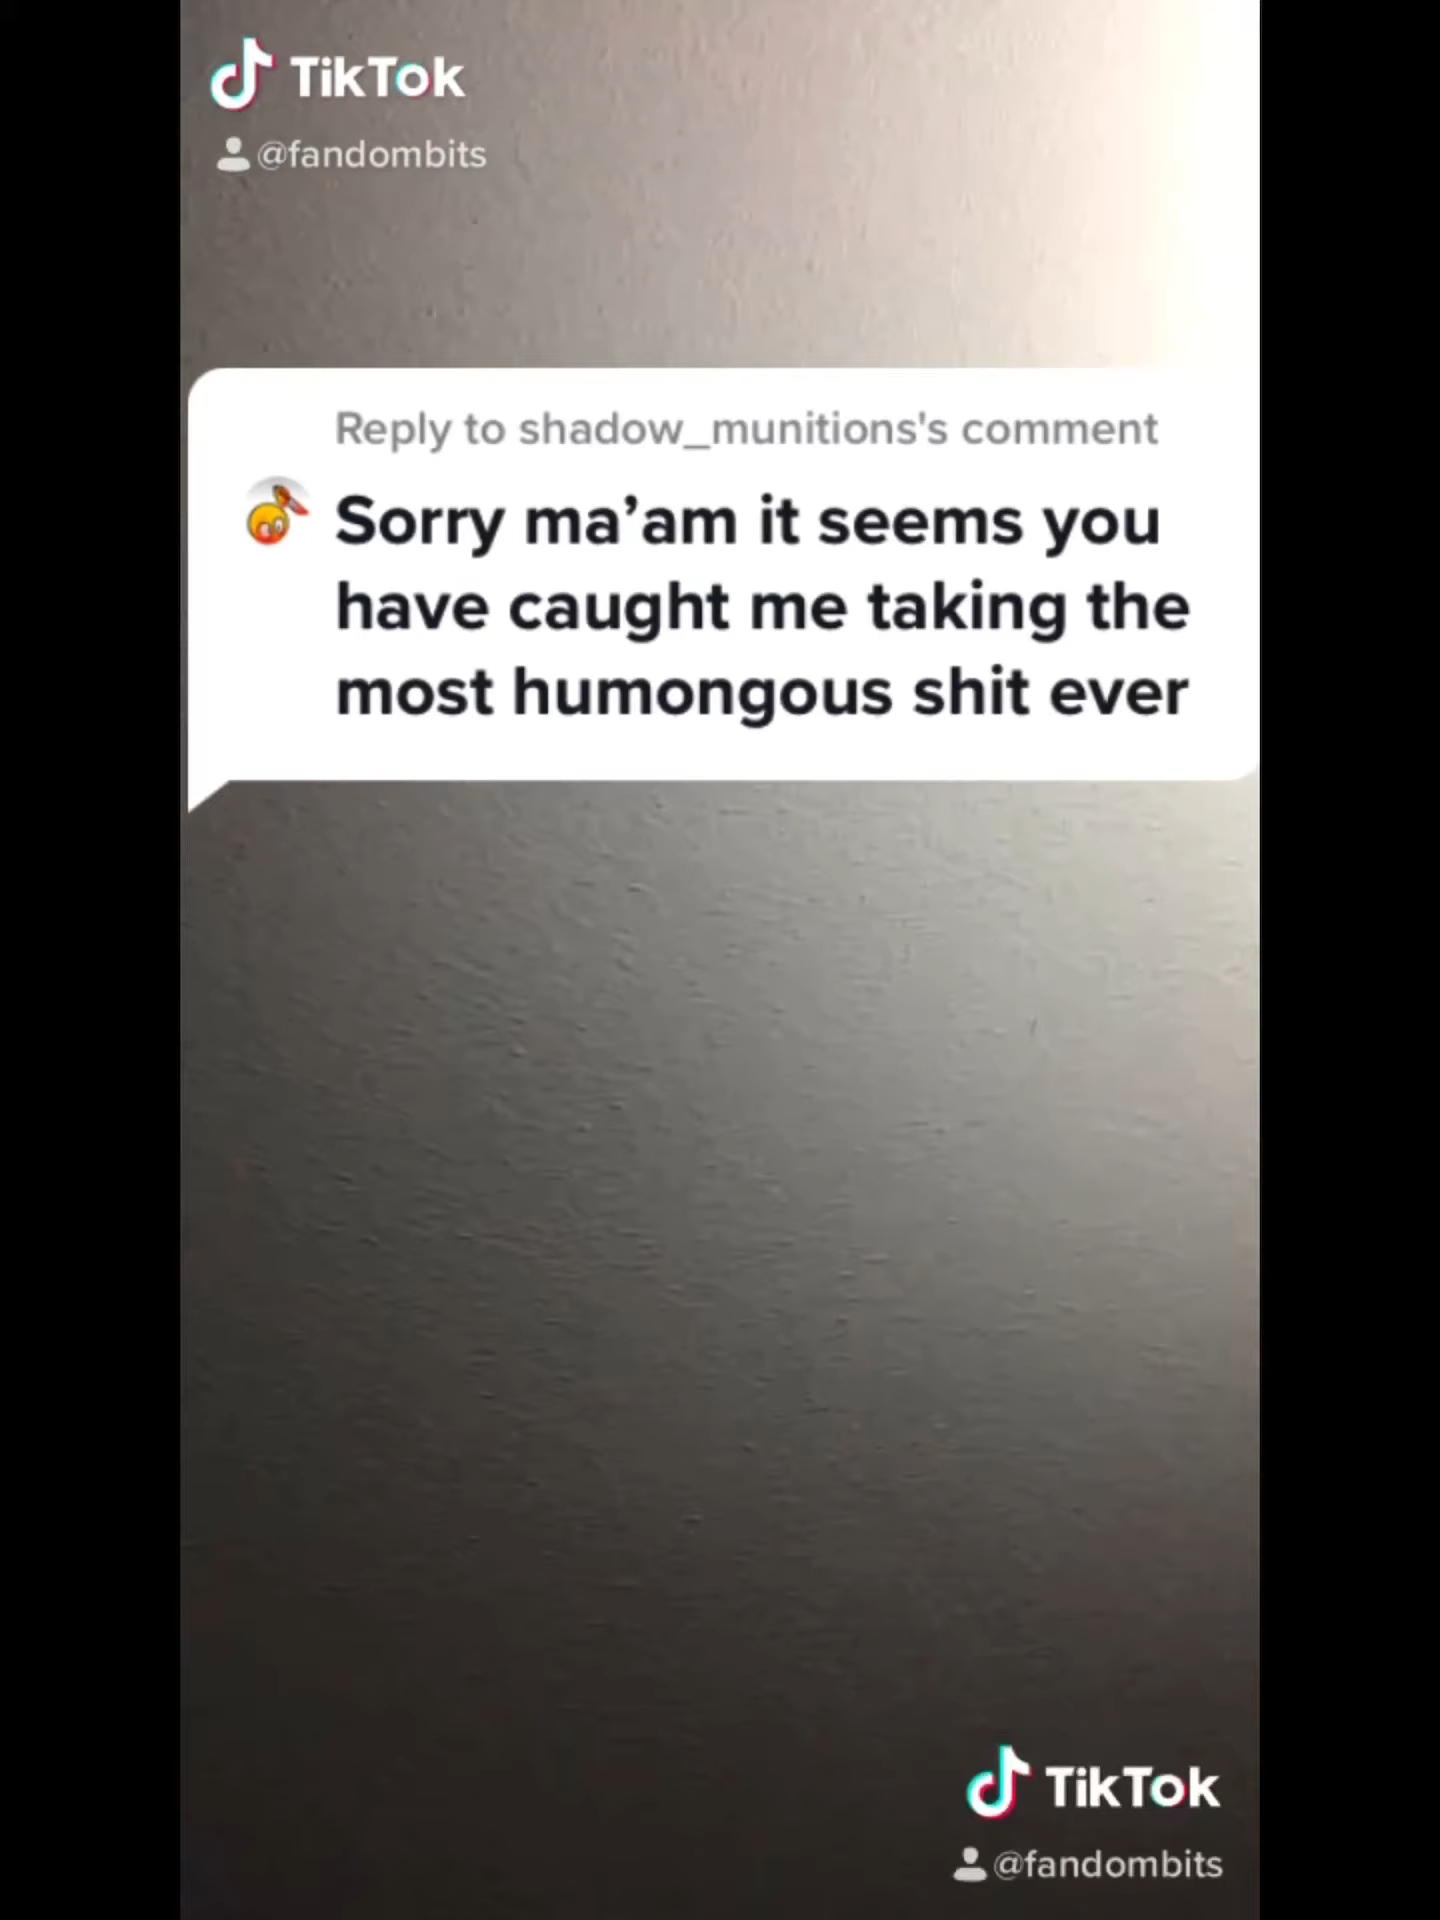 TikTok
@fandombits
Reply to shadow_munitions's comment
Sorry ma’am it seems you
have caught me taking the
most humongous shit ever
TikTok
@fandombits